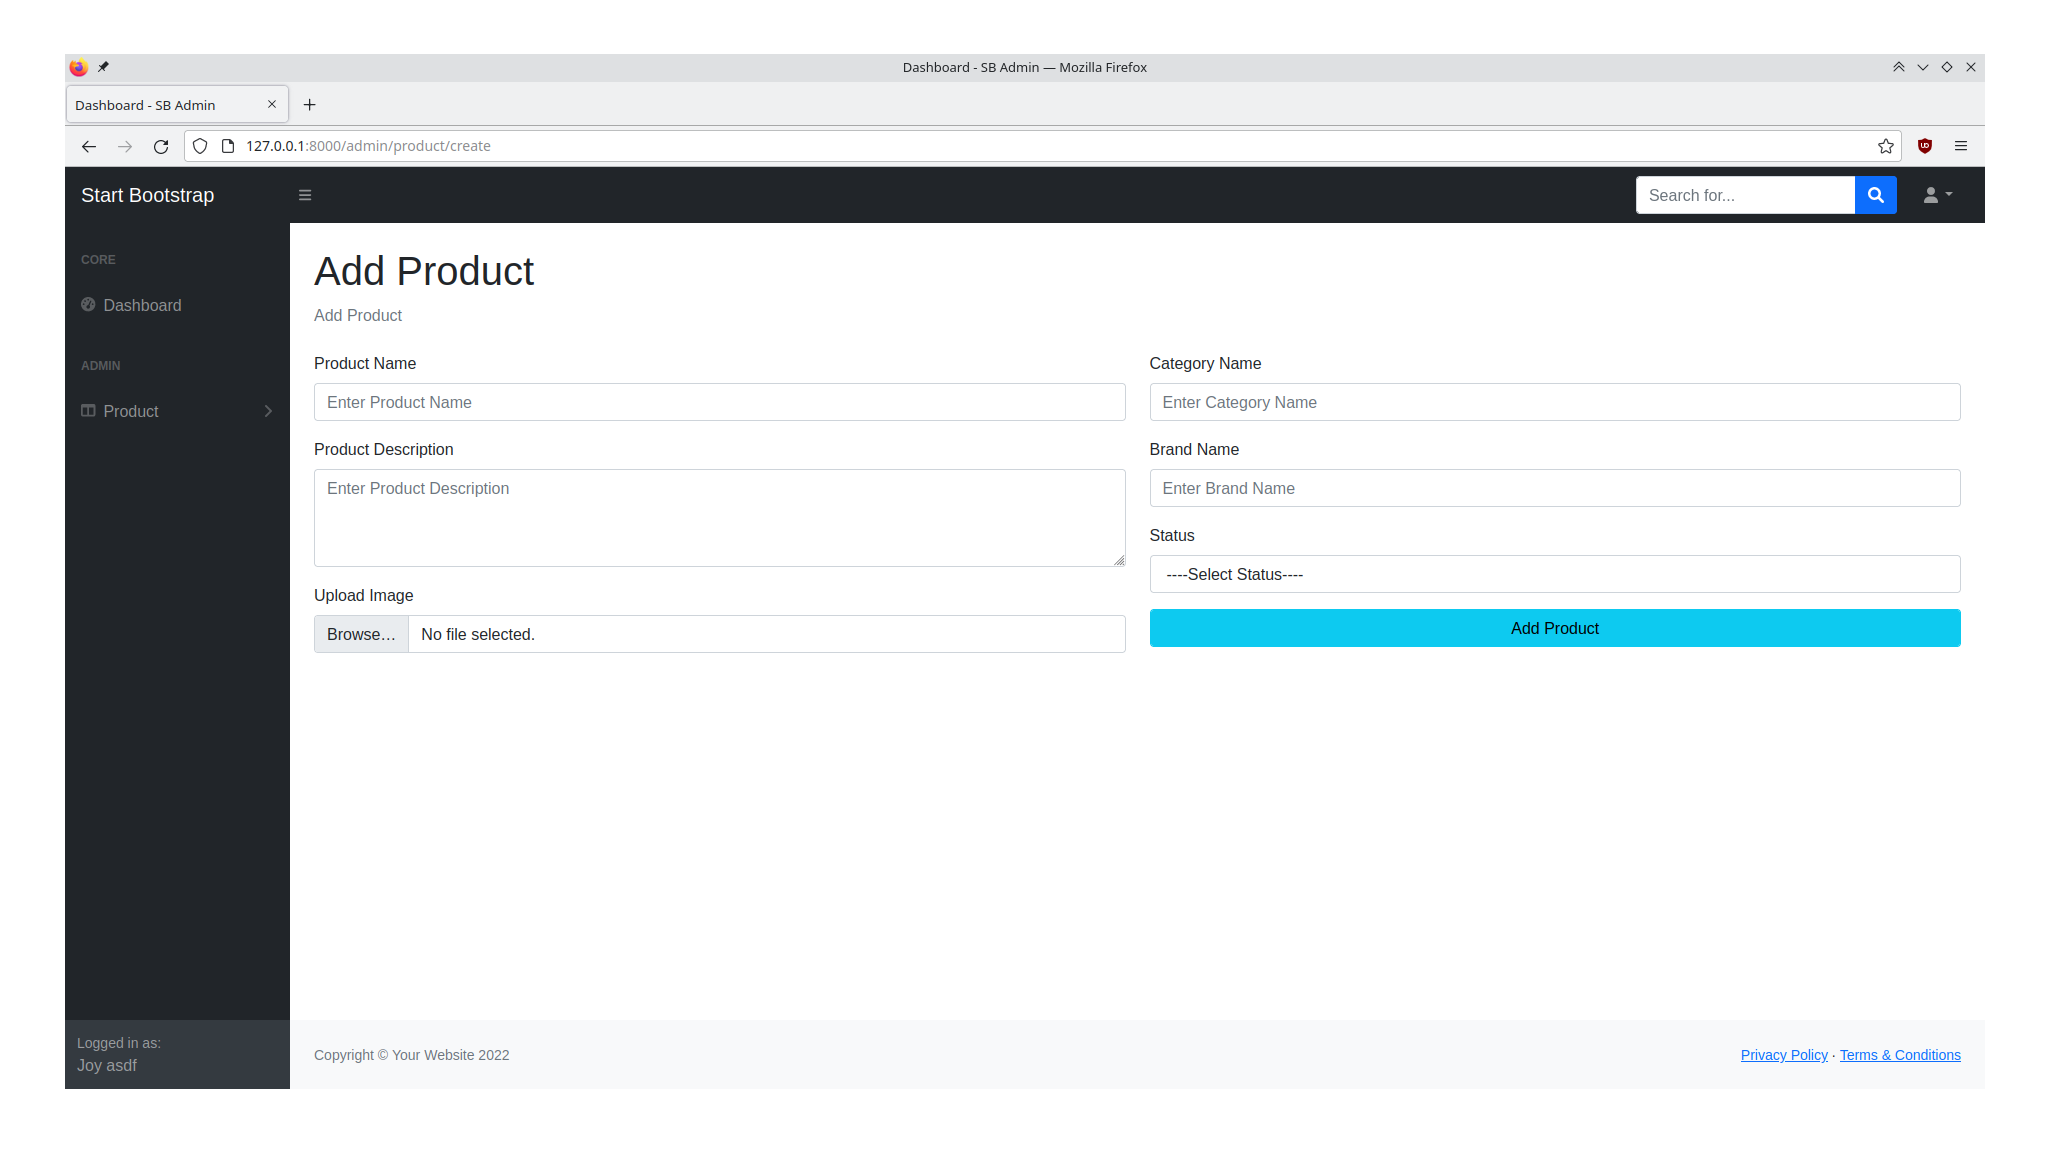 Dashboard - SB Admin — Mozilla Firefox
Dashboard - SB Admin
127.0.0.1:8000/admin/product/create
Start Bootstrap
Search for...
CORE
Dashboard
ADMIN
Product
Logged in as:
Joy asdf
Add Product
Add Product
Product Name
Enter Product Name
Product Description
Enter Product Description
Upload Image
Browse... No file selected.
Category Name
Enter Category Name
Brand Name
Enter Brand Name
Status
----Select Status----
Add Product
Copyright © Your Website 2022
Privacy Policy · Terms & Conditions